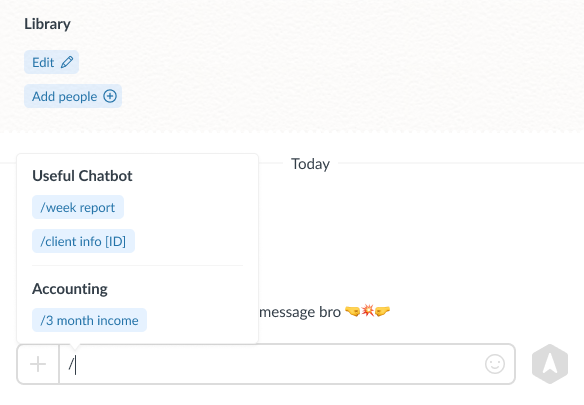 Library
Edit
Add people
Today
Useful Chatbot
/week report
/client info [ID]
Accounting
/3 month income
message bro 🤜💥🤛
/